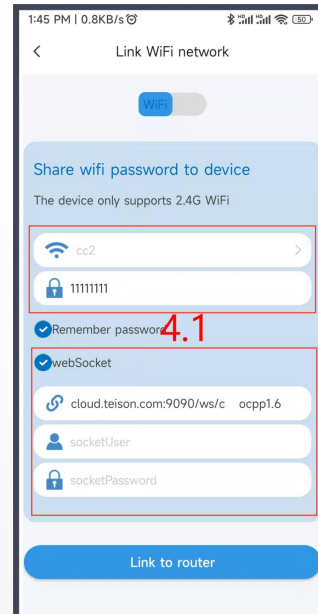 1:45 PM | 0.8KB/s
50
Link WiFi network
WiFi
Share wifi password to device
The device only supports 2.4G WiFi
cc2
11111111
Remember password
4.1
webSocket
cloud.teison.com:9090/ws/c ocpp1.6
socketUser
socketPassword
Link to router